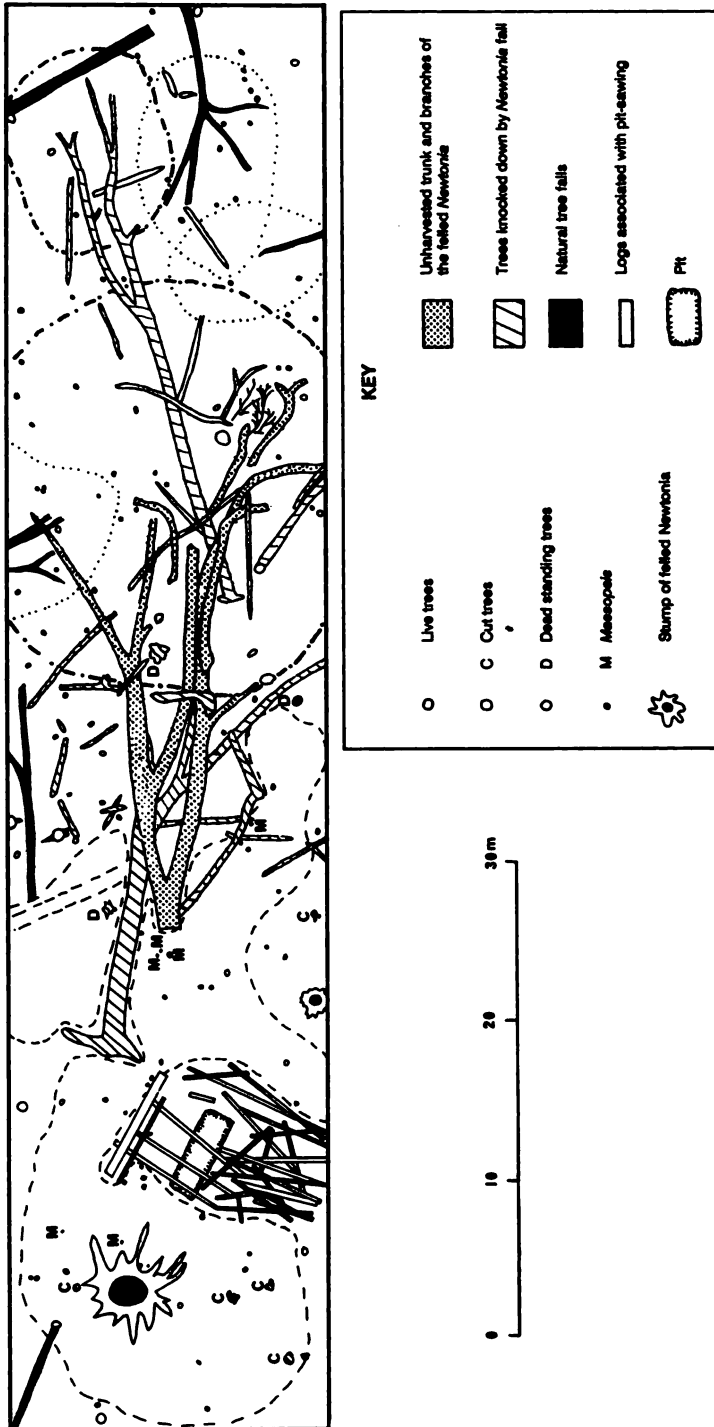 D
D
D
M
M
M
M
C
M
M
C
C
C
C
KEY
Live trees
C Cut trees
D Dead standing trees
M Maesopsis
Stump of felled Newtonia
Unharvested trunk and branches of
the felled Newtonia
Trees knocked down by Newtonia fall
Natural tree falls
Logs associated with pit-sawing
Pit
0 10 20 30m